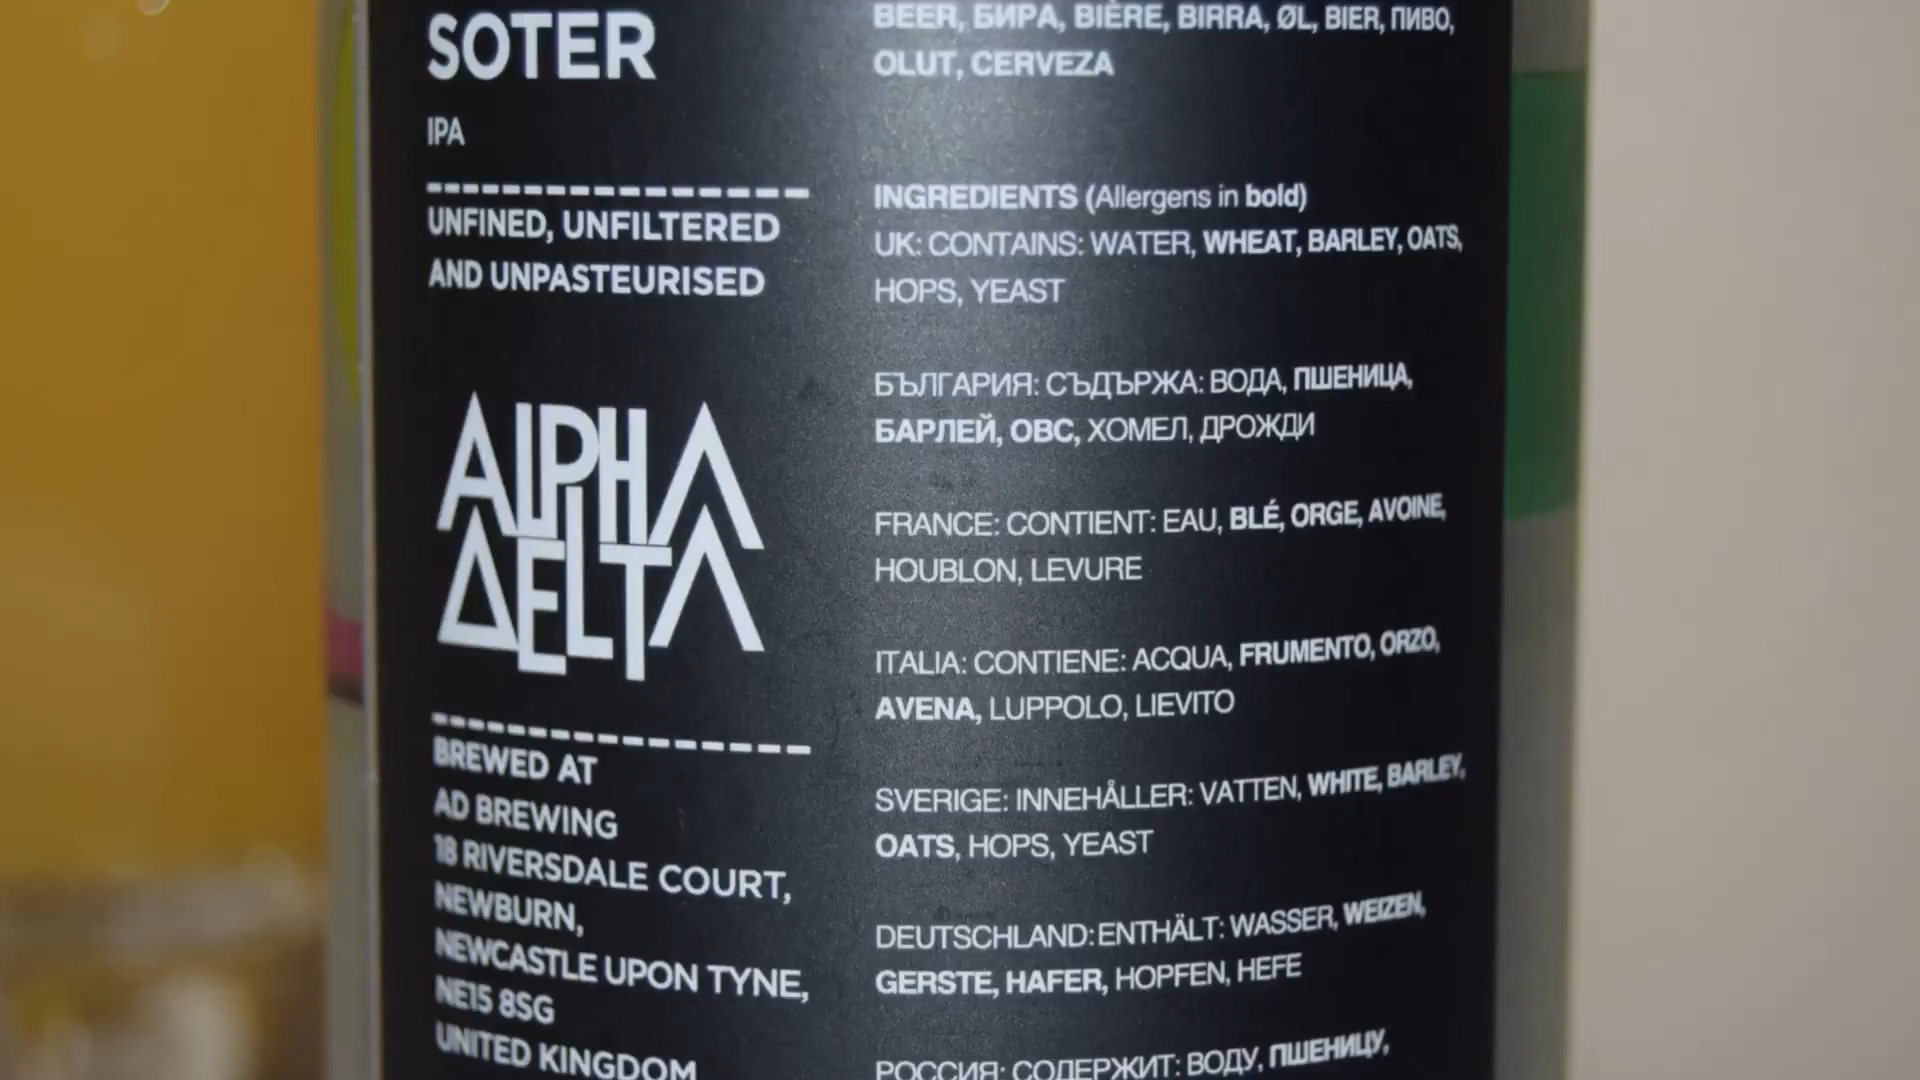 SOTER
IPA
UNFINED, UNFILTERED
AND UNPASTEURISED
ALPHA
DELTA
BREWED AT
AD BREWING
18 RIVERSDALE COURT,
NEWBURN,
NEWCASTLE UPON TYNE,
NE15 8SG
UNITED KINGDOM
BEER, БИРА, BIÈRE, BIRRA, ØL, BIER, ПИВО,
OLUT, CERVEZA
INGREDIENTS (Allergens in bold)
UK: CONTAINS: WATER, WHEAT, BARLEY, OATS,
HOPS, YEAST
БЪЛГАРИЯ: СЪДЪРЖА: ВОДА, ПШЕНИЦА,
БАРЛЕЙ, ОВС, ХОМЕЛ, ДРОЖДИ
FRANCE: CONTIENT: EAU, BLÉ, ORGE, AVOINE,
HOUBLON, LEVURE
ITALIA: CONTIENE: ACQUA, FRUMENTO, ORZO,
AVENA, LUPPOLO, LIEVITO
SVERIGE: INNEHÅLLER: VATTEN, WHITE, BARLEY,
OATS, HOPS, YEAST
DEUTSCHLAND: ENTHÄLT: WASSER, WEIZEN,
GERSTE, HAFER, HOPFEN, HEFE
РОССИЯ: СОДЕРЖИТ: ВОДУ, ПШЕНИЦУ,